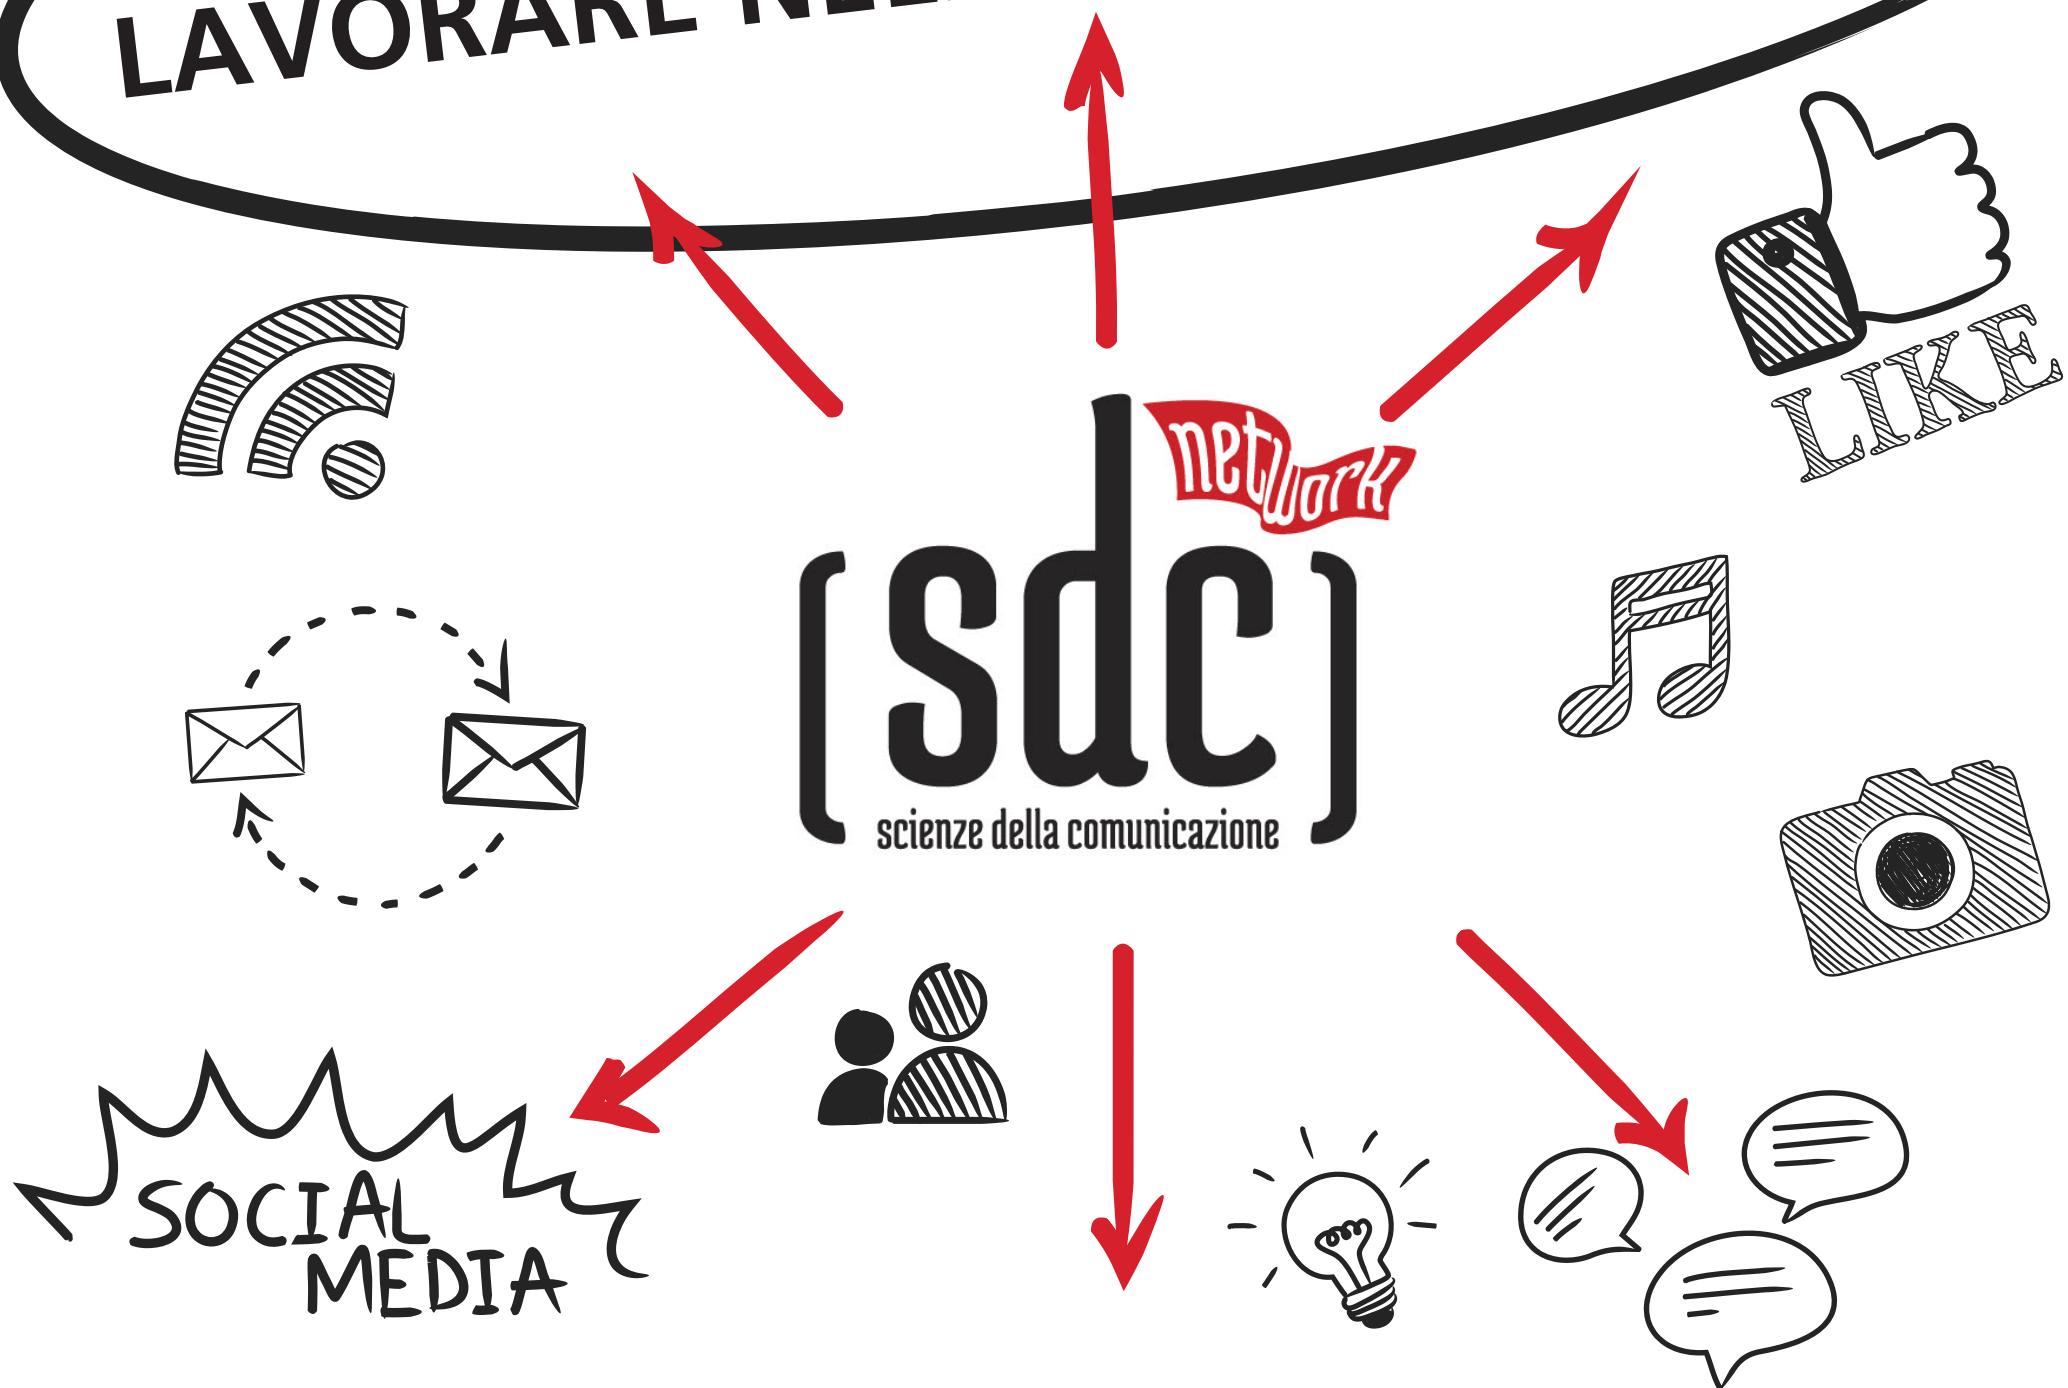 LAVORARE
LIKE
network
[sdc]
scienze della comunicazione
SOCIAL
MEDIA